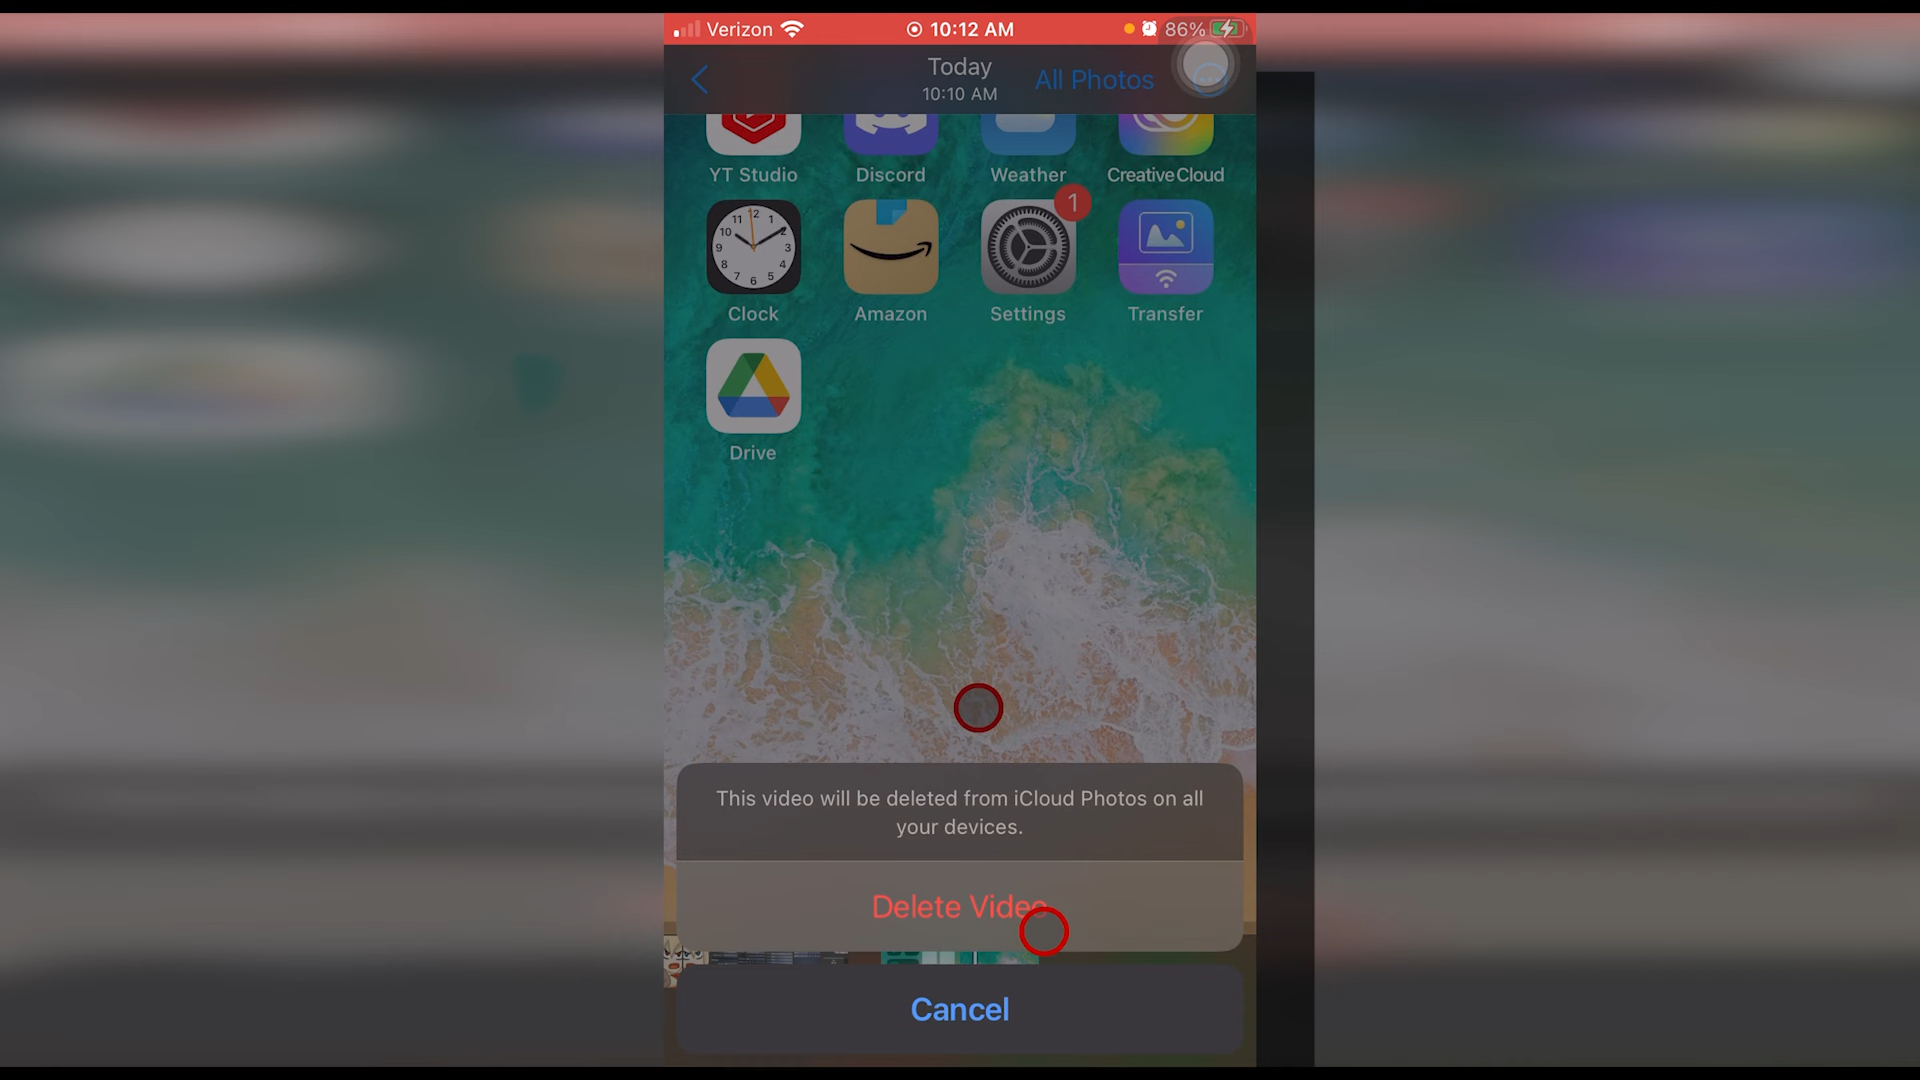 Verizon 10:12 AM 86%
Today
10:10 AM
All Photos
YT Studio Discord Weather Creative Cloud
1
Clock Amazon Settings Transfer
Drive
This video will be deleted from iCloud Photos on all
your devices.
Delete Video
Cancel